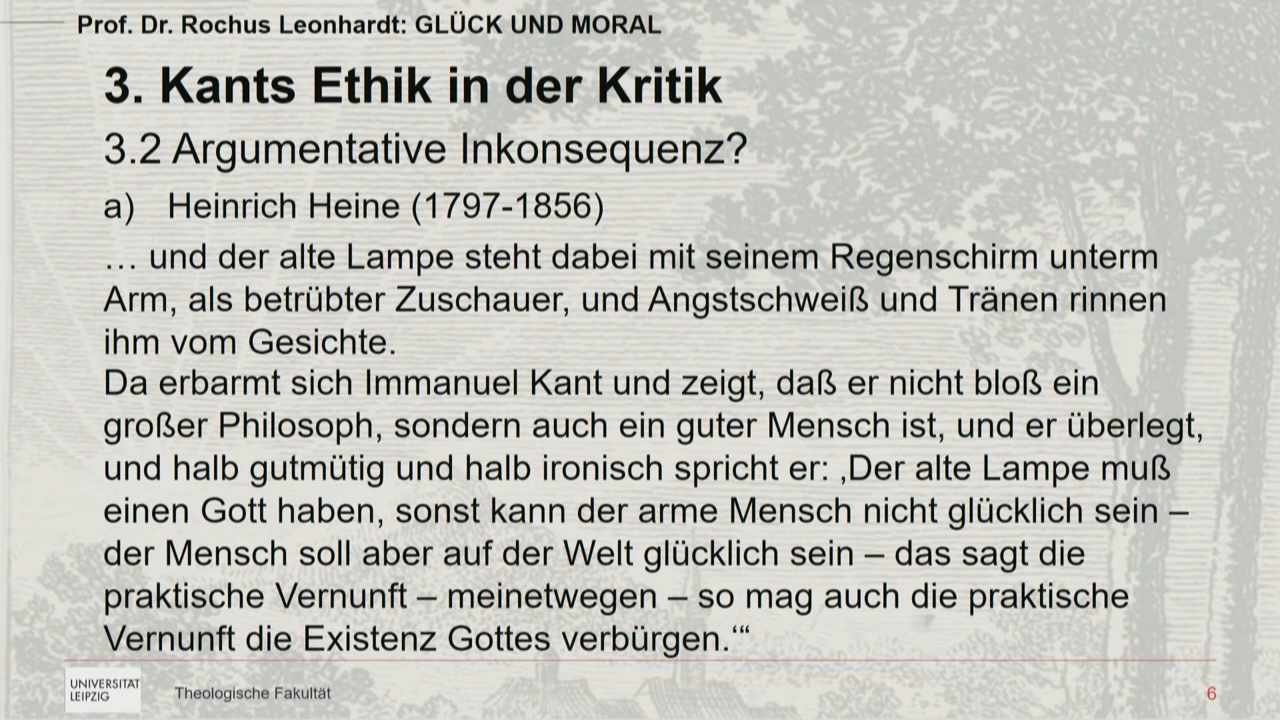 Prof. Dr. Rochus Leonhardt: GLÜCK UND MORAL
3. Kants Ethik in der Kritik
3.2 Argumentative Inkonsequenz?
a) Heinrich Heine (1797-1856)
… und der alte Lampe steht dabei mit seinem Regenschirm unterm
Arm, als betrübter Zuschauer, und Angstschweiß und Tränen rinnen
ihm vom Gesichte.
Da erbarmt sich Immanuel Kant und zeigt, daß er nicht bloß ein
großer Philosoph, sondern auch ein guter Mensch ist, und er überlegt,
und halb gutmütig und halb ironisch spricht er: ‚Der alte Lampe muß
einen Gott haben, sonst kann der arme Mensch nicht glücklich sein –
der Mensch soll aber auf der Welt glücklich sein – das sagt die
praktische Vernunft – meinetwegen – so mag auch die praktische
Vernunft die Existenz Gottes verbürgen.‘“
UNIVERSITÄT
LEIPZIG
Theologische Fakultät
6